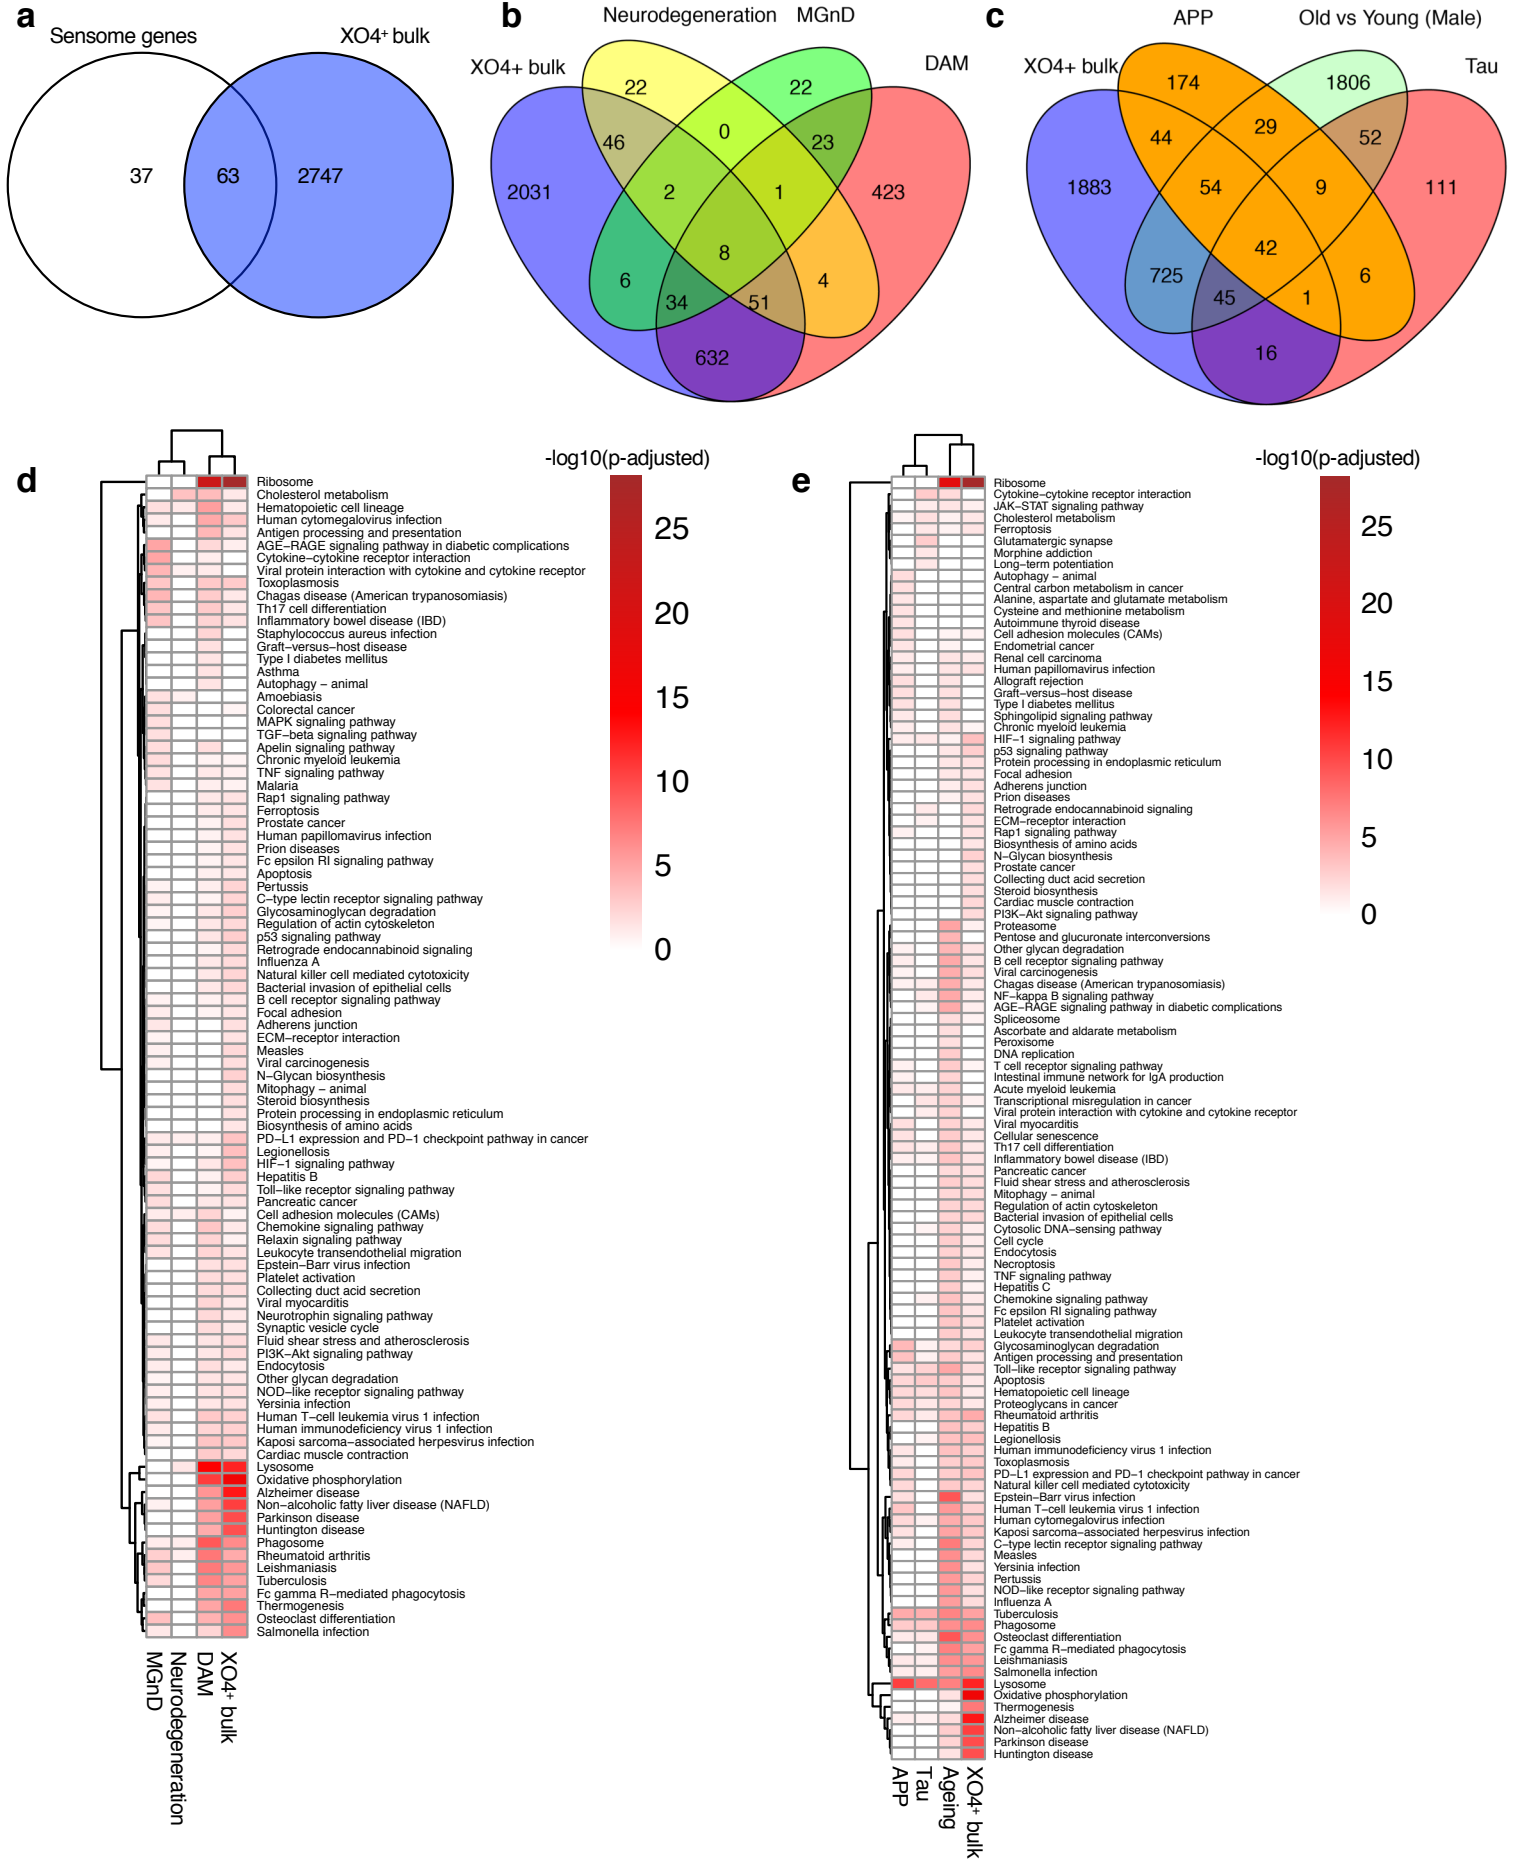 a
Sensome genes
XO4+ bulk
37
63
2747
b
Neurodegeneration
MGnD
XO4+ bulk
DAM
22
22
46
0
23
2031
2
1
423
8
6
34
51
4
632
c
APP
Old vs Young (Male)
XO4+ bulk
Tau
174
1806
44
29
52
1883
54
9
111
42
725
45
1
6
16
d
-log10(p-adjusted)
25
20
15
10
5
0
Ribosome
Cholesterol metabolism
Hematopoietic cell lineage
Human cytomegalovirus infection
Antigen processing and presentation
AGE−RAGE signaling pathway in diabetic complications
Cytokine−cytokine receptor interaction
Viral protein interaction with cytokine and cytokine receptor
Toxoplasmosis
Chagas disease (American trypanosomiasis)
Th17 cell differentiation
Inflammatory bowel disease (IBD)
Staphylococcus aureus infection
Graft−versus−host disease
Type I diabetes mellitus
Asthma
Autophagy − animal
Amoebiasis
Colorectal cancer
MAPK signaling pathway
TGF−beta signaling pathway
Apelin signaling pathway
Chronic myeloid leukemia
TNF signaling pathway
Malaria
Rap1 signaling pathway
Ferroptosis
Prostate cancer
Human papillomavirus infection
Prion diseases
Fc epsilon RI signaling pathway
Apoptosis
Pertussis
C−type lectin receptor signaling pathway
Glycosaminoglycan degradation
Regulation of actin cytoskeleton
p53 signaling pathway
Retrograde endocannabinoid signaling
Influenza A
Natural killer cell mediated cytotoxicity
Bacterial invasion of epithelial cells
B cell receptor signaling pathway
Focal adhesion
Adherens junction
ECM−receptor interaction
Measles
Viral carcinogenesis
N−Glycan biosynthesis
Mitophagy − animal
Steroid biosynthesis
Protein processing in endoplasmic reticulum
Biosynthesis of amino acids
PD−L1 expression and PD−1 checkpoint pathway in cancer
Legionellosis
HIF−1 signaling pathway
Hepatitis B
Toll−like receptor signaling pathway
Pancreatic cancer
Cell adhesion molecules (CAMs)
Chemokine signaling pathway
Relaxin signaling pathway
Leukocyte transendothelial migration
Epstein−Barr virus infection
Platelet activation
Collecting duct acid secretion
Viral myocarditis
Neurotrophin signaling pathway
Synaptic vesicle cycle
Fluid shear stress and atherosclerosis
PI3K−Akt signaling pathway
Endocytosis
Other glycan degradation
NOD−like receptor signaling pathway
Yersinia infection
Human T−cell leukemia virus 1 infection
Human immunodeficiency virus 1 infection
Kaposi sarcoma−associated herpesvirus infection
Cardiac muscle contraction
Lysosome
Oxidative phosphorylation
Alzheimer disease
Non−alcoholic fatty liver disease (NAFLD)
Parkinson disease
Huntington disease
Phagosome
Rheumatoid arthritis
Leishmaniasis
Tuberculosis
Fc gamma R−mediated phagocytosis
Thermogenesis
Osteoclast differentiation
Salmonella infection
MGnD
Neurodegeneration
DAM
XO4+ bulk
e
-log10(p-adjusted)
25
20
15
10
5
0
Ribosome
Cytokine−cytokine receptor interaction
JAK−STAT signaling pathway
Cholesterol metabolism
Ferroptosis
Glutamatergic synapse
Morphine addiction
Long−term potentiation
Autophagy − animal
Central carbon metabolism in cancer
Alanine, aspartate and glutamate metabolism
Cysteine and methionine metabolism
Autoimmune thyroid disease
Cell adhesion molecules (CAMs)
Endometrial cancer
Renal cell carcinoma
Human papillomavirus infection
Allograft rejection
Graft−versus−host disease
Type I diabetes mellitus
Sphingolipid signaling pathway
Chronic myeloid leukemia
HIF−1 signaling pathway
p53 signaling pathway
Protein processing in endoplasmic reticulum
Focal adhesion
Adherens junction
Prion diseases
Retrograde endocannabinoid signaling
ECM−receptor interaction
Rap1 signaling pathway
Biosynthesis of amino acids
N−Glycan biosynthesis
Prostate cancer
Collecting duct acid secretion
Steroid biosynthesis
Cardiac muscle contraction
PI3K−Akt signaling pathway
Proteasome
Pentose and glucuronate interconversions
Other glycan degradation
B cell receptor signaling pathway
Viral carcinogenesis
Chagas disease (American trypanosomiasis)
NF−kappa B signaling pathway
AGE−RAGE signaling pathway in diabetic complications
Spliceosome
Ascorbate and aldarate metabolism
Peroxisome
DNA replication
T cell receptor signaling pathway
Intestinal immune network for IgA production
Acute myeloid leukemia
Transcriptional misregulation in cancer
Viral protein interaction with cytokine and cytokine receptor
Viral myocarditis
Cellular senescence
Th17 cell differentiation
Inflammatory bowel disease (IBD)
Pancreatic cancer
Fluid shear stress and atherosclerosis
Mitophagy − animal
Regulation of actin cytoskeleton
Bacterial invasion of epithelial cells
Cytosolic DNA−sensing pathway
Cell cycle
Endocytosis
Necroptosis
TNF signaling pathway
Hepatitis C
Chemokine signaling pathway
Fc epsilon RI signaling pathway
Platelet activation
Leukocyte transendothelial migration
Glycosaminoglycan degradation
Antigen processing and presentation
Toll−like receptor signaling pathway
Apoptosis
Hematopoietic cell lineage
Proteoglycans in cancer
Rheumatoid arthritis
Hepatitis B
Legionellosis
Human immunodeficiency virus 1 infection
Toxoplasmosis
PD−L1 expression and PD−1 checkpoint pathway in cancer
Natural killer cell mediated cytotoxicity
Epstein−Barr virus infection
Human T−cell leukemia virus 1 infection
Human cytomegalovirus infection
Kaposi sarcoma−associated herpesvirus infection
C−type lectin receptor signaling pathway
Measles
Yersinia infection
Pertussis
NOD−like receptor signaling pathway
Influenza A
Tuberculosis
Phagosome
Osteoclast differentiation
Fc gamma R−mediated phagocytosis
Leishmaniasis
Salmonella infection
Lysosome
Oxidative phosphorylation
Thermogenesis
Alzheimer disease
Non−alcoholic fatty liver disease (NAFLD)
Parkinson disease
Huntington disease
APP
Tau
Ageing
XO4+ bulk